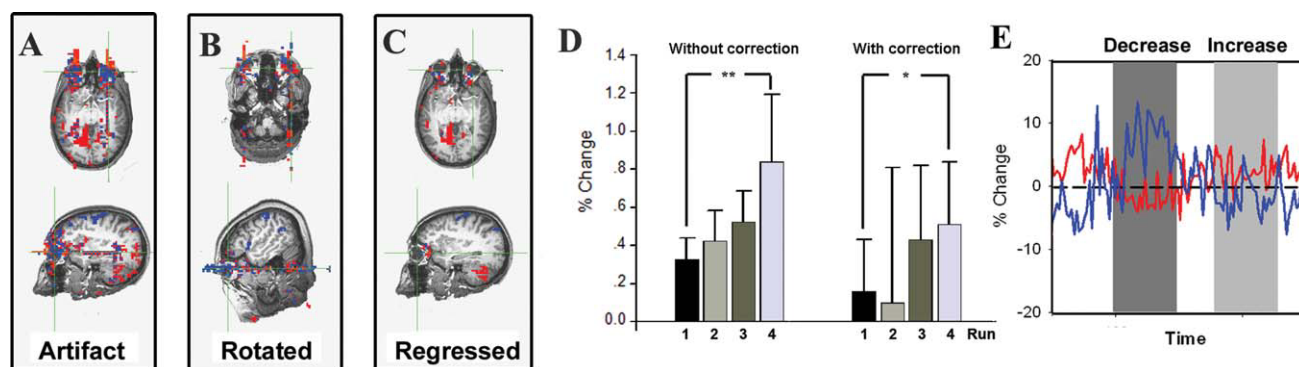 A
Artifact
B
Rotated
C
Regressed
D
Without correction
With correction
**
*
% Change
1.4
1.2
1.0
0.8
.6
.4
.2
0.0
1 2 3 4
1 2 3 4 Run
E
Decrease Increase
% Change
20
10
0
-10
-20
Time